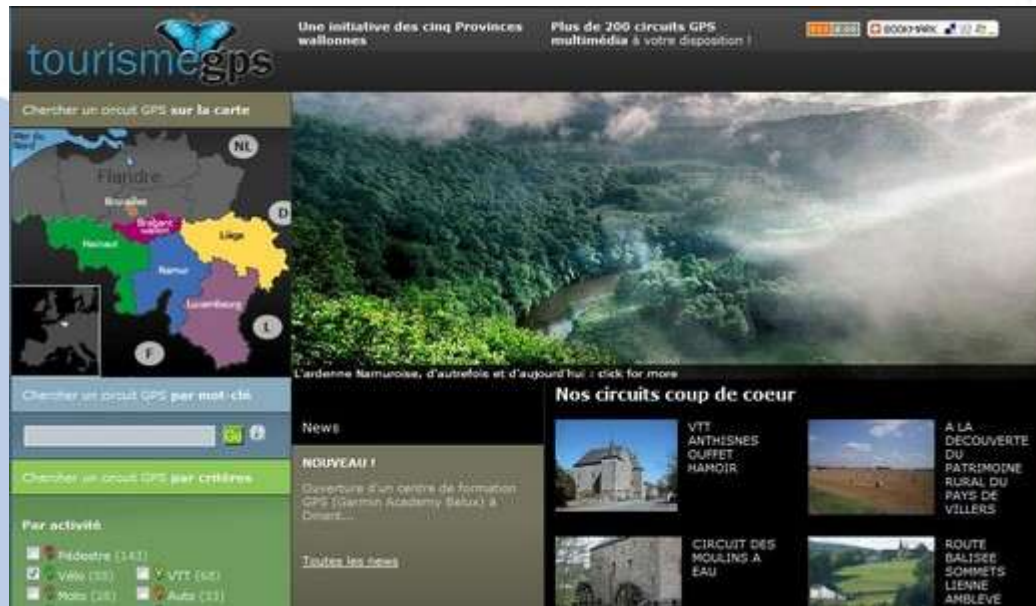 tourismegps
Une initiative des cinq Provinces
wallonnes
Plus de 200 circuits GPS
multimédia à votre disposition !
BOOKMARK
Chercher un circuit GPS sur la carte
Mer du
Nord
NL
Flandre
Bruxelles
D
Brabant
wallon
Liège
Hainaut
Namur
Luxembourg
L
F
L'ardenne Namuroise, d'autrefois et d'aujourd'hui : click for more
Chercher un circuit GPS par mot-clé
Go
Chercher un circuit GPS par critères
Par activité
Pédestre (143)
Vélo
VTT (68)
Moto
Auto
News
NOUVEAU !
Ouverture d'un centre de formation
GPS (Garmin Academy Belux) à
Dinant...
Toutes les news
Nos circuits coup de coeur
VTT
ANTHISNES
OUFFET
HAMOIR
A LA
DECOUVERTE
DU
PATRIMOINE
RURAL DU
PAYS DE
VILLERS
CIRCUIT DES
MOULINS A
EAU
ROUTE
BALISEE
SOMMETS
LIENNE
AMBLEVE